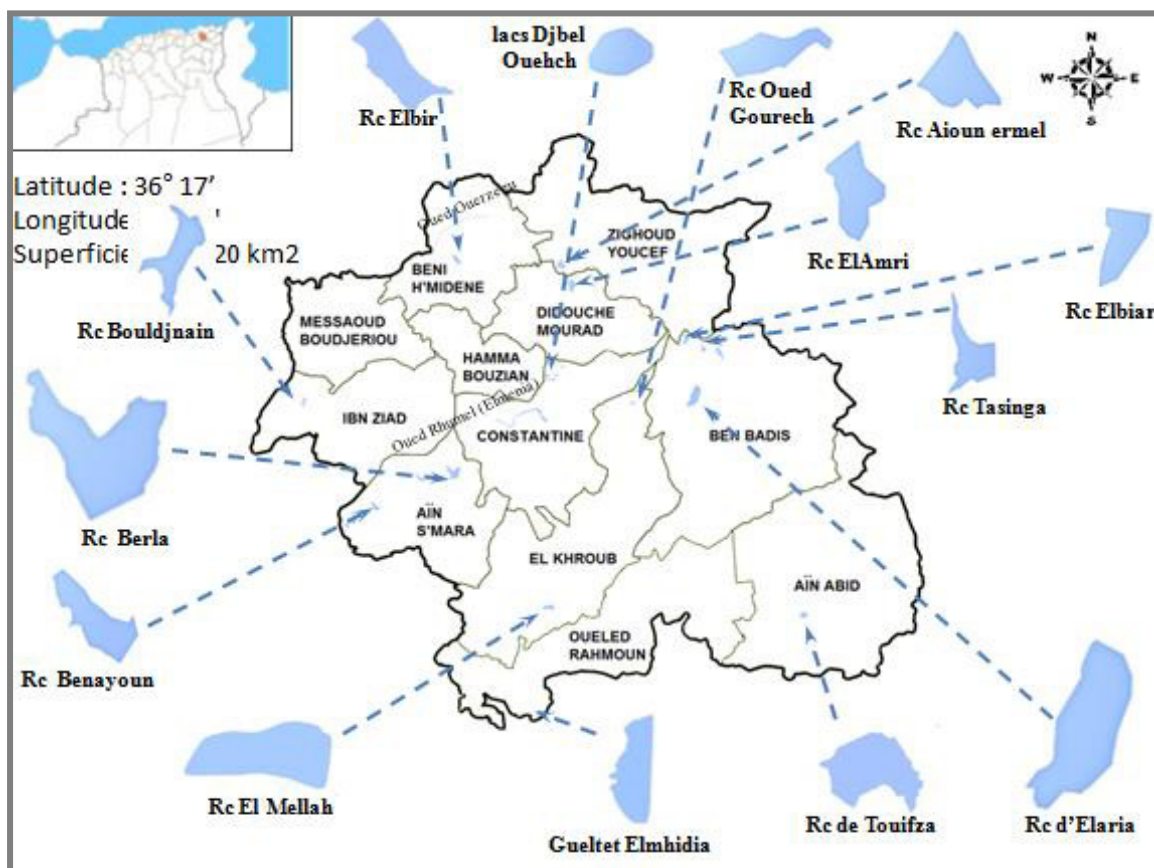 lacs Djbel
Ouehch
N
W
E
S
Rc Elbir
Rc Oued
Gourech
Rc Aioun ermel
Latitude : 36° 17’
Longitude
Superficie
20 km2
Oued Ouerzegu
ZIGHOUD
YOUCEF
Rc ElAmri
BENI
H'MIDENE
Rc Elbiar
Rc Bouldjnain
MESSAOUD
BOUDJERIOU
DIDOUCHE
MOURAD
HAMMA
BOUZIAN
Rc Tasinga
IBN ZIAD
Oued Rhumel (Elmema)
CONSTANTINE
BEN BADIS
Rc Berla
AÏN
S'MARA
EL KHROUB
AÏN ABID
OUELED
RAHMOUN
Rc Benayoun
Rc El Mellah
Gueltet Elmhidia
Rc de Touifza
Rc d’Elaria